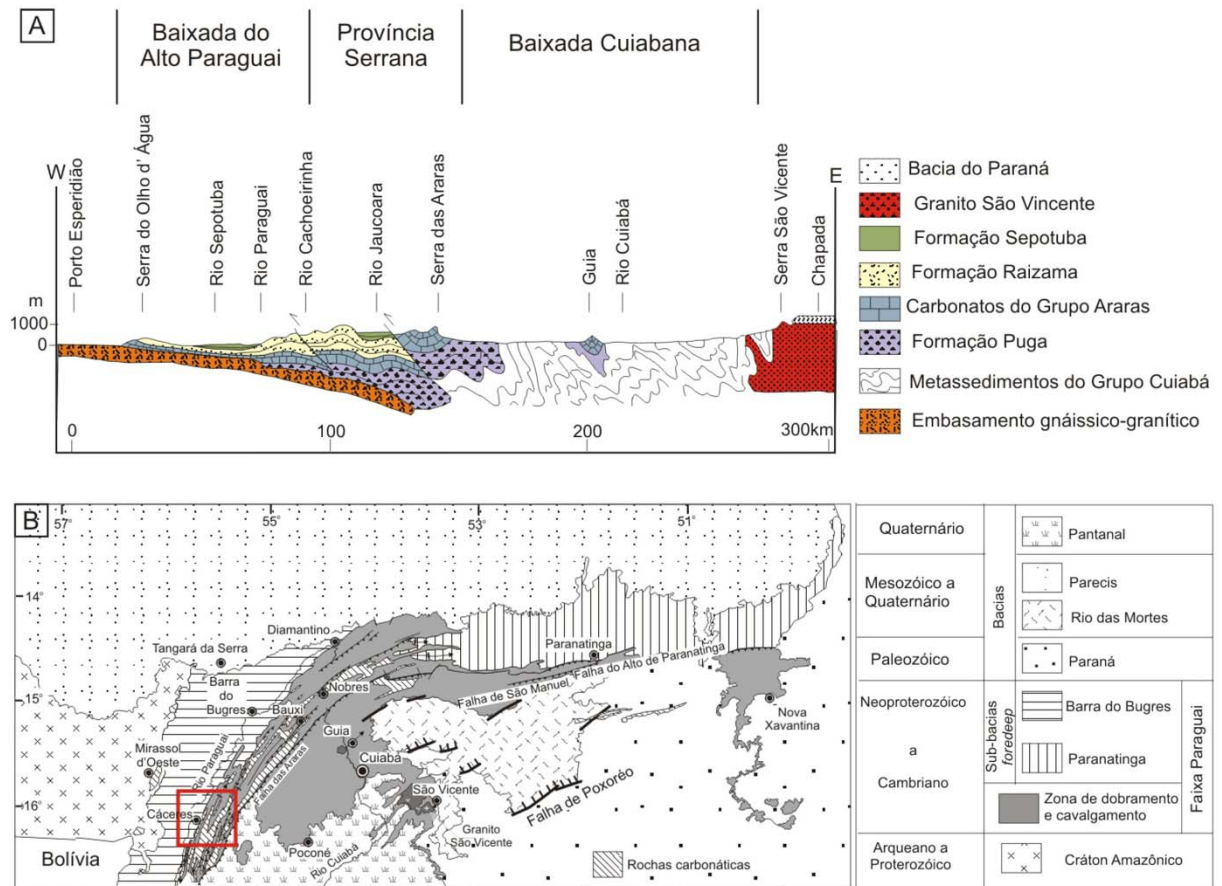 A
Baixada do
Alto Paraguai
Província
Serrana
Baixada Cuiabana
W
E
Porto Esperidião
Serra do Olho d' Água
Rio Sepotuba
Rio Paraguai
Rio Cachoeirinha
Rio Jaucoara
Serra das Araras
Guia
Rio Cuiabá
Serra São Vicente
Chapada
m
1000
0
0
100
200
300km
Bacia do Paraná
Granito São Vincente
Formação Sepotuba
Formação Raizama
Carbonatos do Grupo Araras
Formação Puga
Metassedimentos do Grupo Cuiabá
Embasamento gnáissico-granítico
B
57°
55°
53°
51°
14°
15°
16°
Diamantino
Tangará da Serra
Barra
do
Bugres
Nobres
Bauxi
Paranatinga
Falha do Alto de Paranatinga
Falha de São Manuel
Nova
Xavantina
Guia
Cuiabá
Mirassol
d'Oeste
Rio Paraguai
Falha das Araras
São Vicente
Falha de Poxoréo
Cáceres
Granito
São Vicente
Poconé
Rio Cuiabá
Bolívia
Rochas carbonáticas
Quaternário
Mesozóico a
Quaternário
Paleozóico
Neoproterozóico
a
Cambriano
Arqueano a
Proterozóico
Bacias
Sub-bacias
foredeep
Pantanal
Parecis
Rio das Mortes
Paraná
Barra do Bugres
Paranatinga
Zona de dobramento
e cavalgamento
Faixa Paraguai
Cráton Amazônico